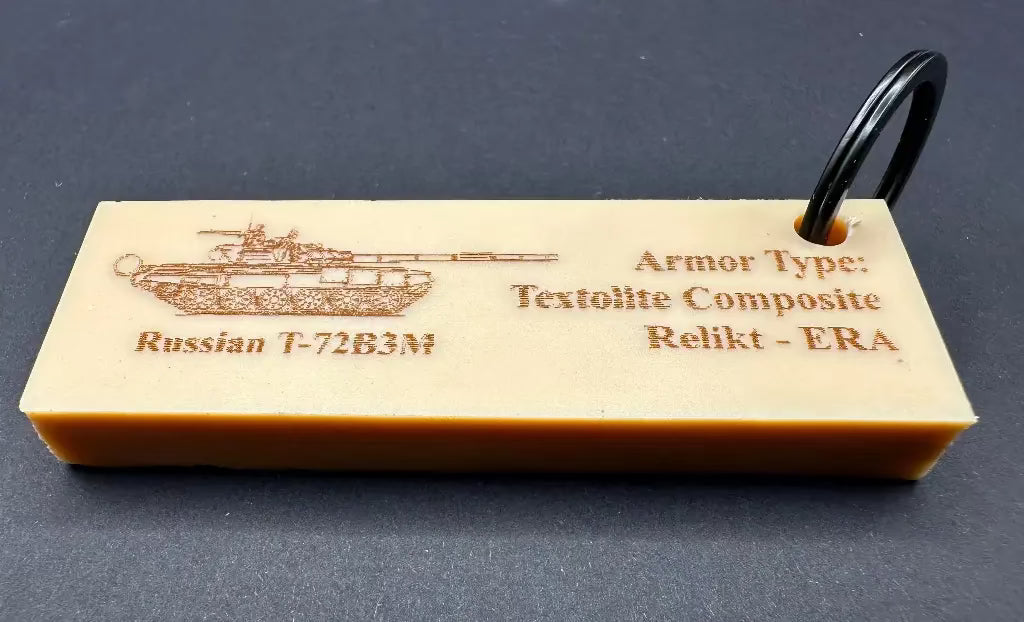 Russian T-72B3M
Armor Type:
Textolite Composite
Relikt - ERA